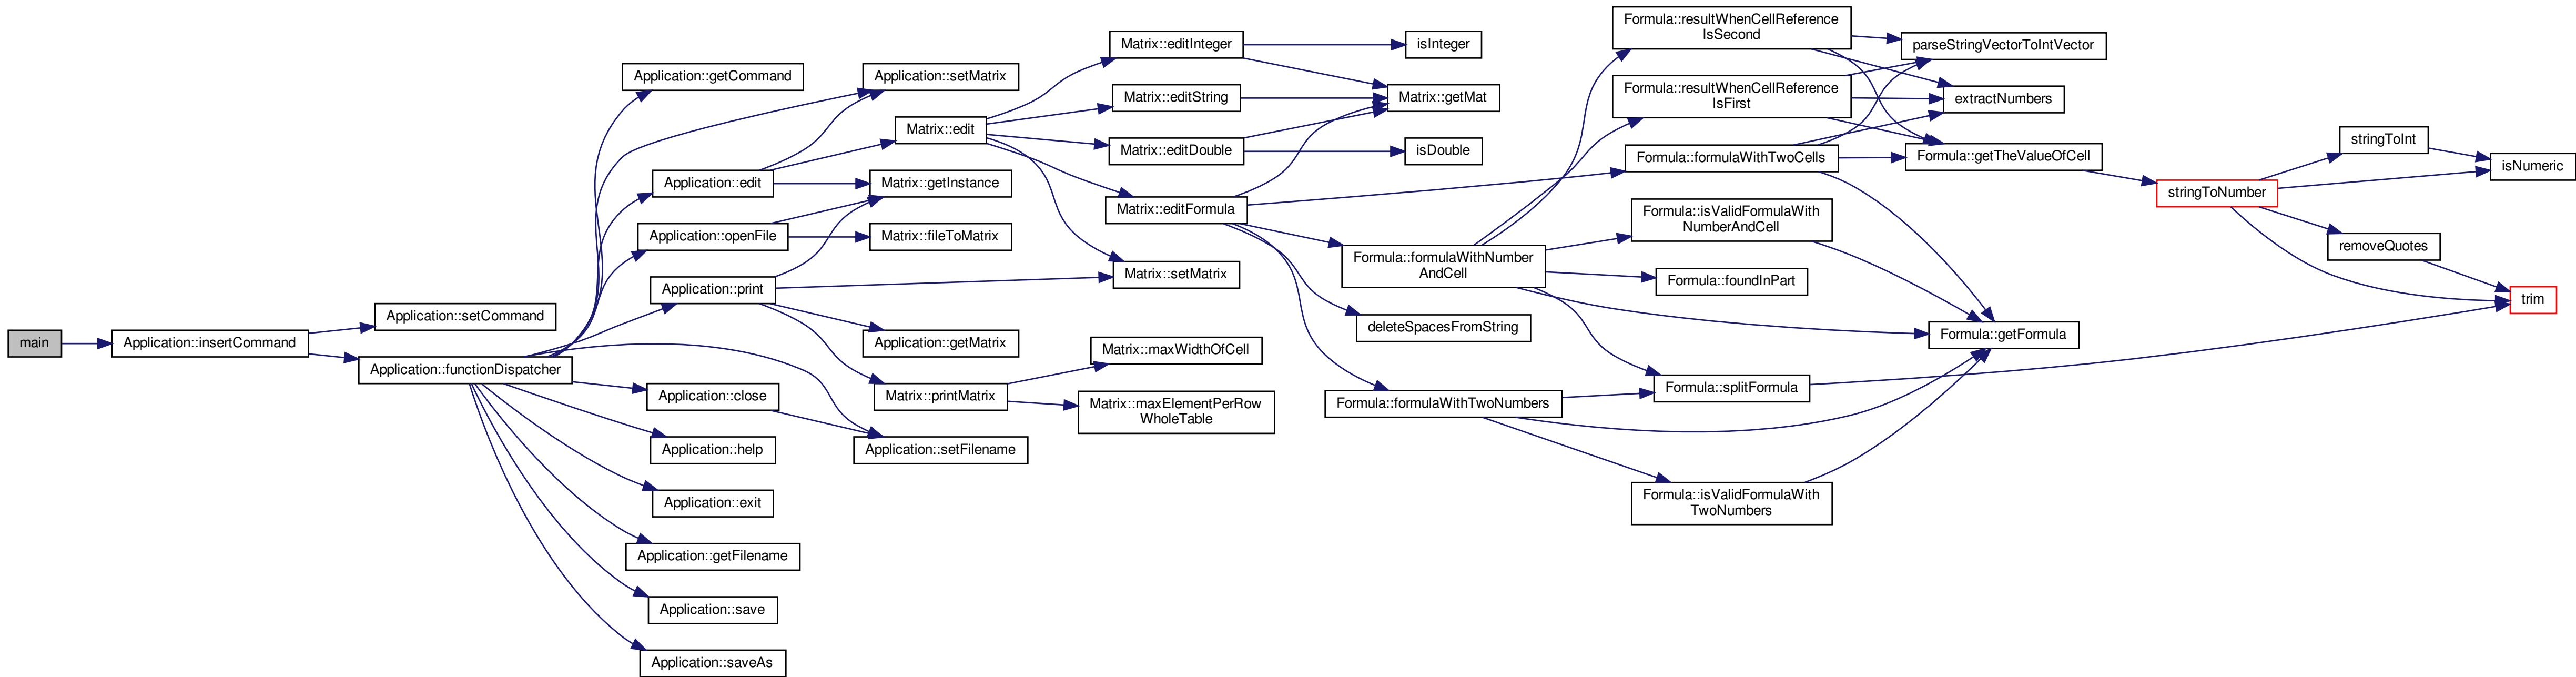 main
Application::insertCommand
Application::setCommand
Application::functionDispatcher
Application::getCommand
Application::edit
Application::openFile
Application::print
Application::close
Application::help
Application::exit
Application::getFilename
Application::save
Application::saveAs
Application::setMatrix
Matrix::edit
Matrix::getInstance
Matrix::fileToMatrix
Application::getMatrix
Matrix::printMatrix
Application::setFilename
Matrix::editInteger
Matrix::editString
Matrix::editDouble
Matrix::editFormula
Matrix::setMatrix
Matrix::maxWidthOfCell
Matrix::maxElementPerRow
WholeTable
isInteger
Matrix::getMat
isDouble
Formula::formulaWithNumber
AndCell
deleteSpacesFromString
Formula::formulaWithTwoNumbers
Formula::resultWhenCellReference
IsSecond
Formula::resultWhenCellReference
IsFirst
Formula::formulaWithTwoCells
Formula::isValidFormulaWith
NumberAndCell
Formula::foundInPart
Formula::splitFormula
Formula::isValidFormulaWith
TwoNumbers
parseStringVectorToIntVector
extractNumbers
Formula::getTheValueOfCell
Formula::getFormula
stringToNumber
stringToInt
removeQuotes
isNumeric
trim